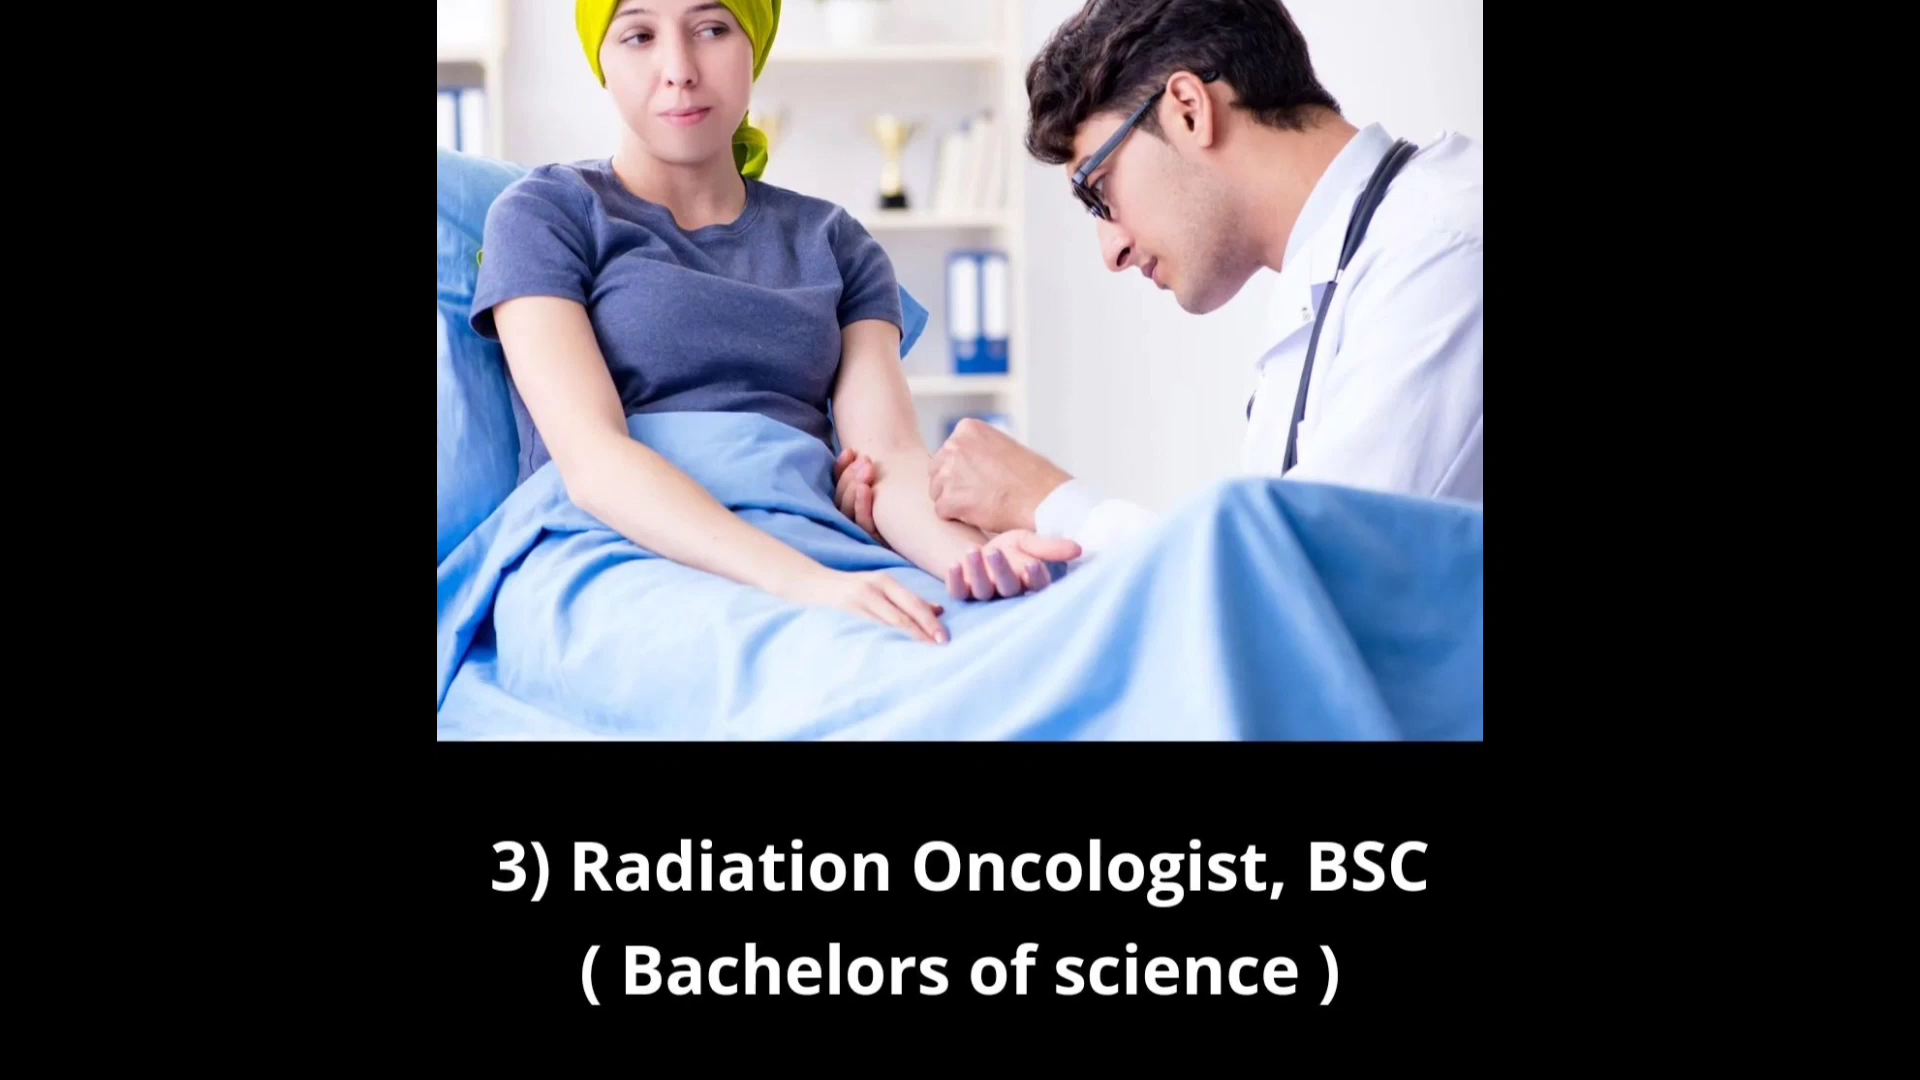 3) Radiation Oncologist, BSC
( Bachelors of science )